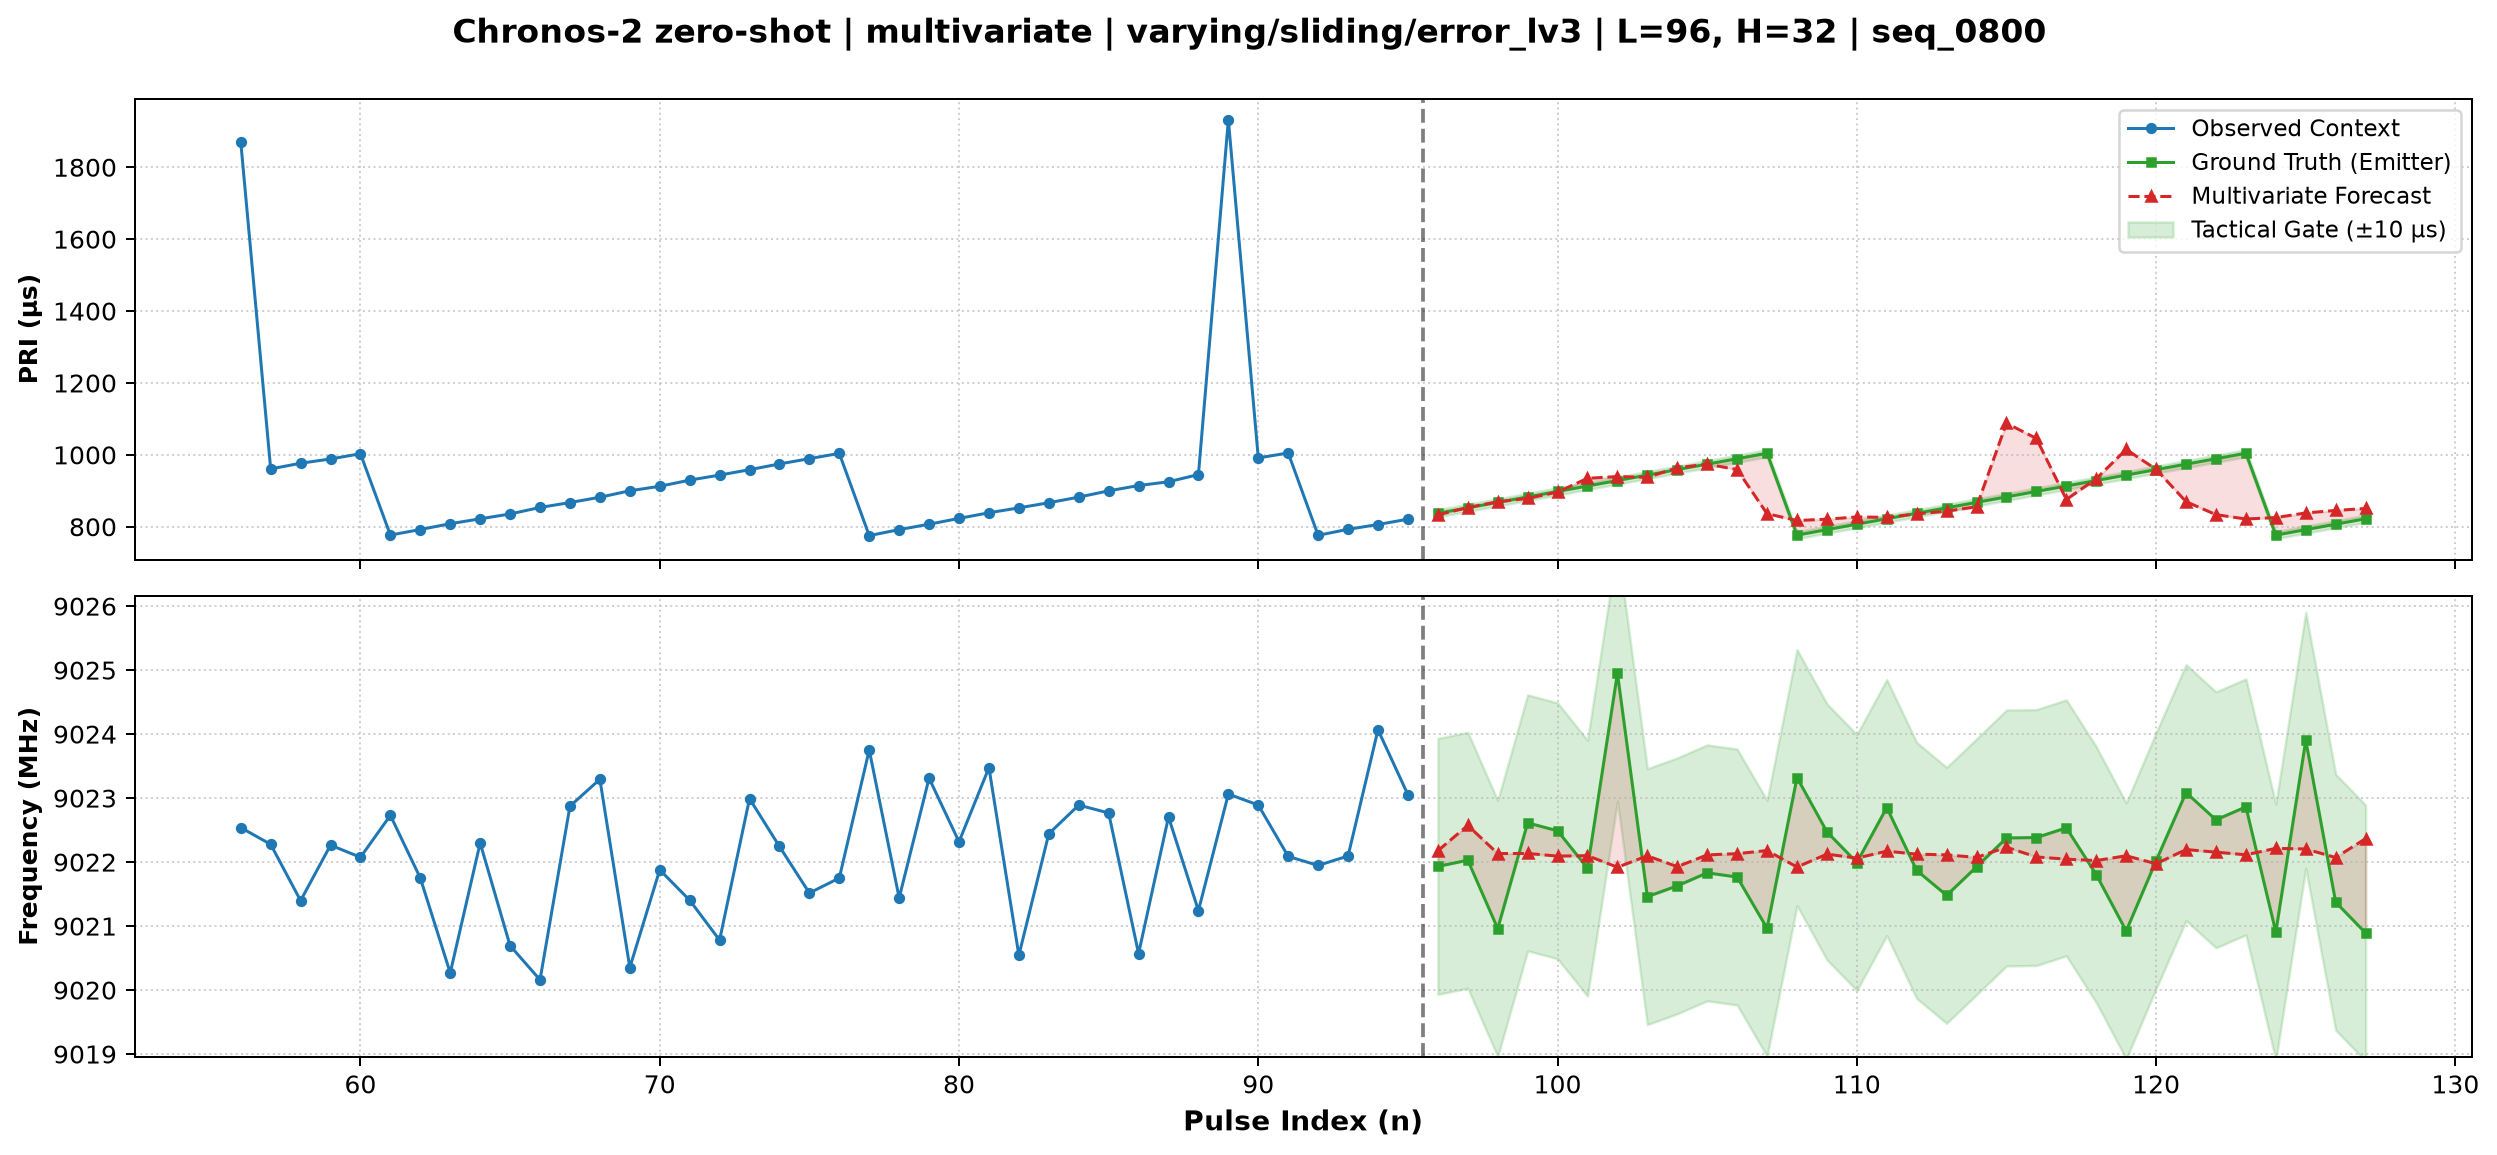 Chronos-2 zero-shot | multivariate | varying/sliding/error_lv3 | L=96, H=32 | seq_0800
PRI (µs)
1800
1600
1400
1200
1000
800
Observed Context
Ground Truth (Emitter)
Multivariate Forecast
Tactical Gate (±10 µs)
Frequency (MHz)
9026
9025
9024
9023
9022
9021
9020
9019
60 70 80 90 100 110 120 130
Pulse Index (n)